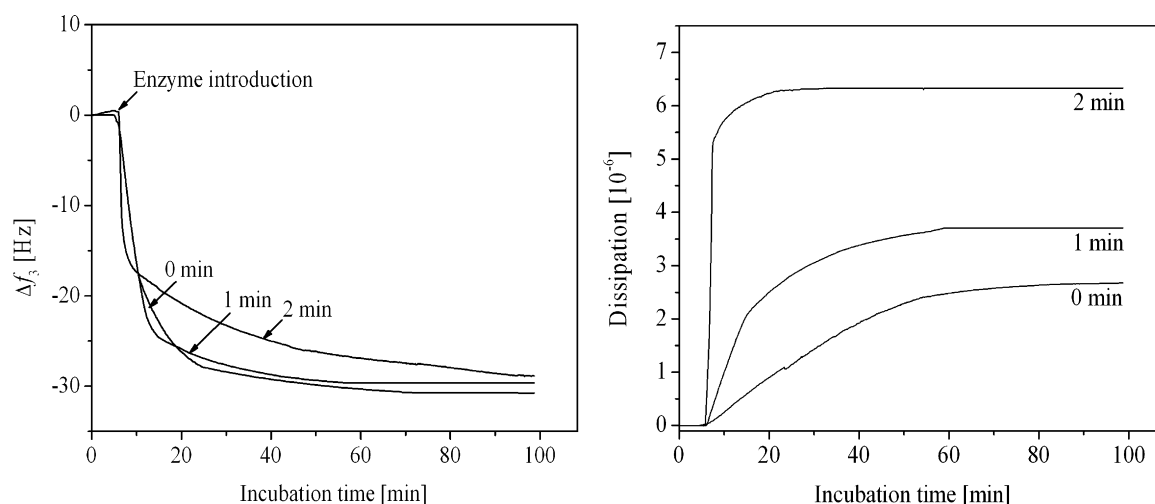 10
0
-10
-20
-30
Δf₃ [Hz]
Enzyme introduction
0 min
1 min
2 min
0
20
40
60
80
100
Incubation time [min]
7
6
5
4
3
2
1
0
Dissipation [10⁻⁶]
2 min
1 min
0 min
0
20
40
60
80
100
Incubation time [min]